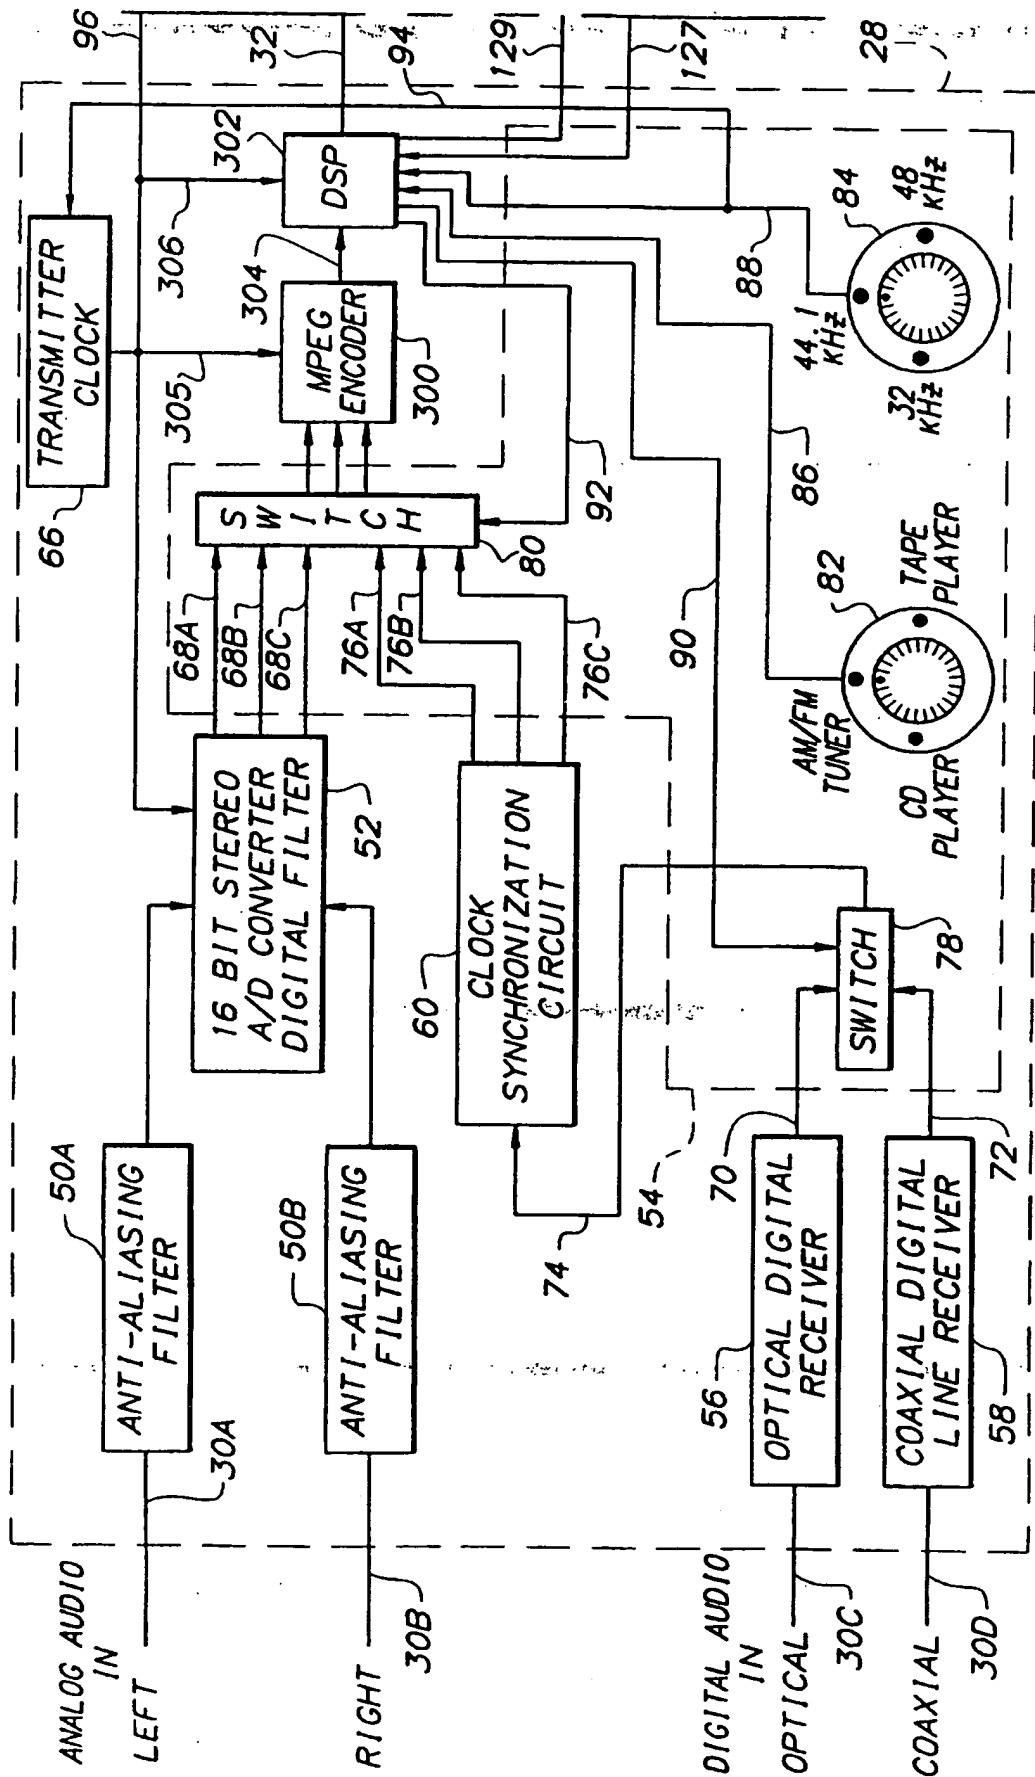 ANALOG AUDIO
IN
LEFT
30A
50A
ANTI-ALIASING
FILTER
RIGHT
30B
50B
ANTI-ALIASING
FILTER
16 BIT STEREO
A/D CONVERTER
DIGITAL FILTER
52
66
TRANSMITTER
CLOCK
96
32
94
129
127
28
68A
68B
68C
76A
76B
76C
SWITCH
80
305
306
MPEG
ENCODER
300
304
DSP
302
92
90
86
88
60
CLOCK
SYNCHRONIZATION
CIRCUIT
74
54
DIGITAL AUDIO
IN
OPTICAL
30C
56
OPTICAL DIGITAL
RECEIVER
70
COAXIAL
30D
COAXIAL DIGITAL
LINE RECEIVER
58
72
SWITCH
78
AM/FM
TUNER
CD
PLAYER
TAPE
PLAYER
82
44.1
KHz
32
KHz
48
KHz
84